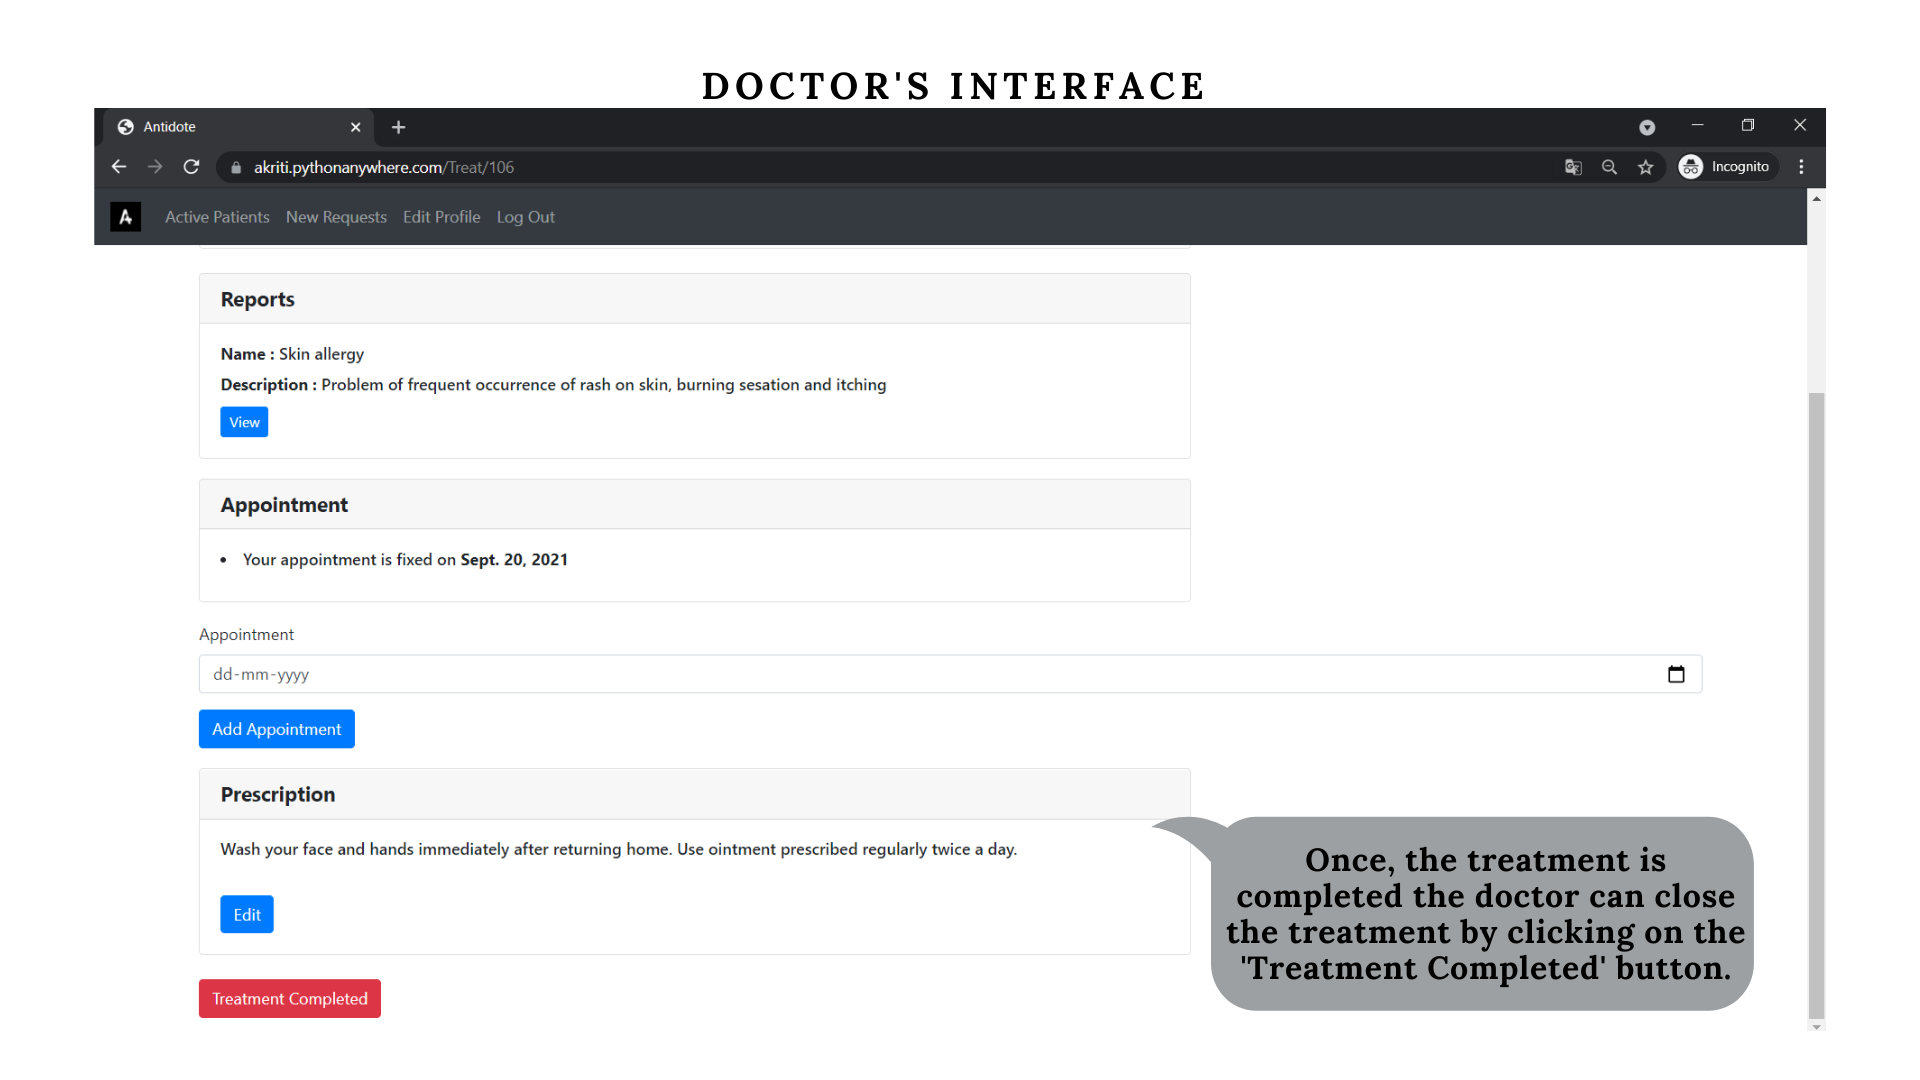 DOCTOR'S INTERFACE
Antidote
akriti.pythonanywhere.com/Treat/106
Incognito
A Active Patients New Requests Edit Profile Log Out
Reports
Name : Skin allergy
Description : Problem of frequent occurrence of rash on skin, burning sesation and itching
View
Appointment
• Your appointment is fixed on Sept. 20, 2021
Appointment
dd-mm-yyyy
Add Appointment
Prescription
Wash your face and hands immediately after returning home. Use ointment prescribed regularly twice a day.
Edit
Treatment Completed
Once, the treatment is
completed the doctor can close
the treatment by clicking on the
'Treatment Completed' button.